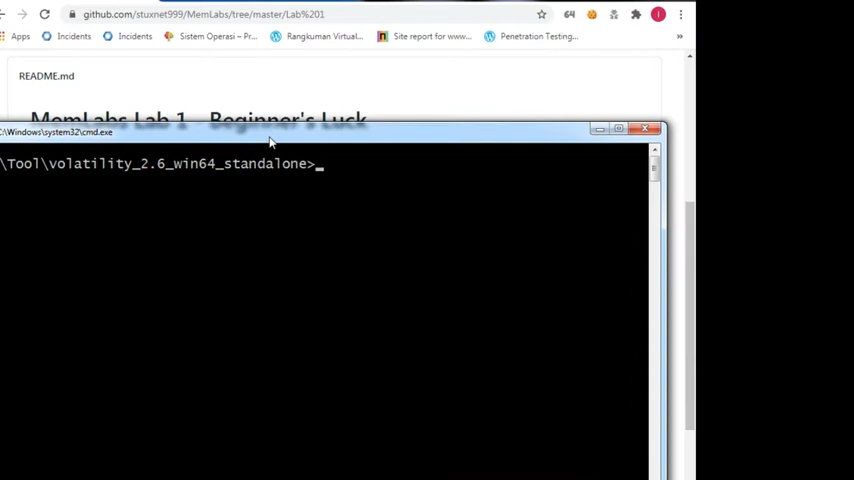 github.com/stuxnet999/MemLabs/tree/master/Lab%201
Apps Incidents Incidents Sistem Operasi – Pr... Rangkuman Virtual... Site report for www... Penetration Testing... »
README.md
MemLabs Lab 1 - Beginner's Luck
C:\Windows\system32\cmd.exe
\Tool\volatility_2.6_win64_standalone>_